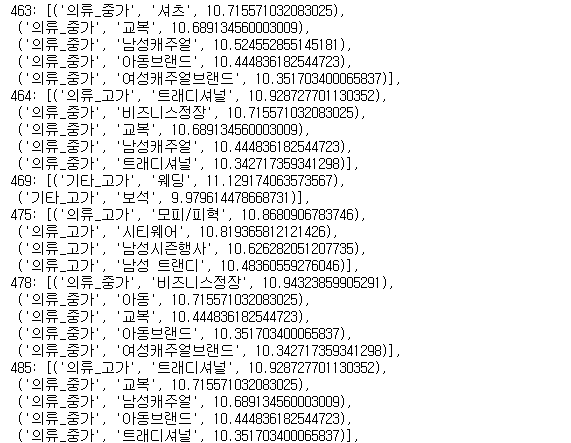 463: [('의류_중가', '셔츠', 10.715571032083025),
('의류_중가', '교복', 10.689134560003009),
('의류_중가', '남성캐주얼', 10.524552855145181),
('의류_중가', '아동브랜드', 10.444836182544723),
('의류_중가', '여성캐주얼브랜드', 10.351703400065837)],
464: [('의류_고가', '트래디셔널', 10.928727701130352),
('의류_중가', '비즈니스정장', 10.715571032083025),
('의류_중가', '교복', 10.689134560003009),
('의류_중가', '남성캐주얼', 10.444836182544723),
('의류_중가', '트래디셔널', 10.342717359341298)],
469: [('기타_고가', '웨딩', 11.129174063573567),
('기타_고가', '보석', 9.979614478668731)],
475: [('의류_고가', '모피/피혁', 10.8680906783746),
('의류_고가', '시티웨어', 10.819365812121426),
('의류_고가', '남성시즌행사', 10.626282051207735),
('의류_고가', '남성 트랜디', 10.48360559276046)],
478: [('의류_중가', '비즈니스정장', 10.94323859905291),
('의류_중가', '아동', 10.715571032083025),
('의류_중가', '교복', 10.444836182544723),
('의류_중가', '아동브랜드', 10.351703400065837),
('의류_중가', '여성캐주얼브랜드', 10.342717359341298)],
485: [('의류_고가', '트래디셔널', 10.928727701130352),
('의류_중가', '교복', 10.715571032083025),
('의류_중가', '남성캐주얼', 10.689134560003009),
('의류_중가', '아동브랜드', 10.444836182544723),
('의류_중가', '트래디셔널', 10.351703400065837)],